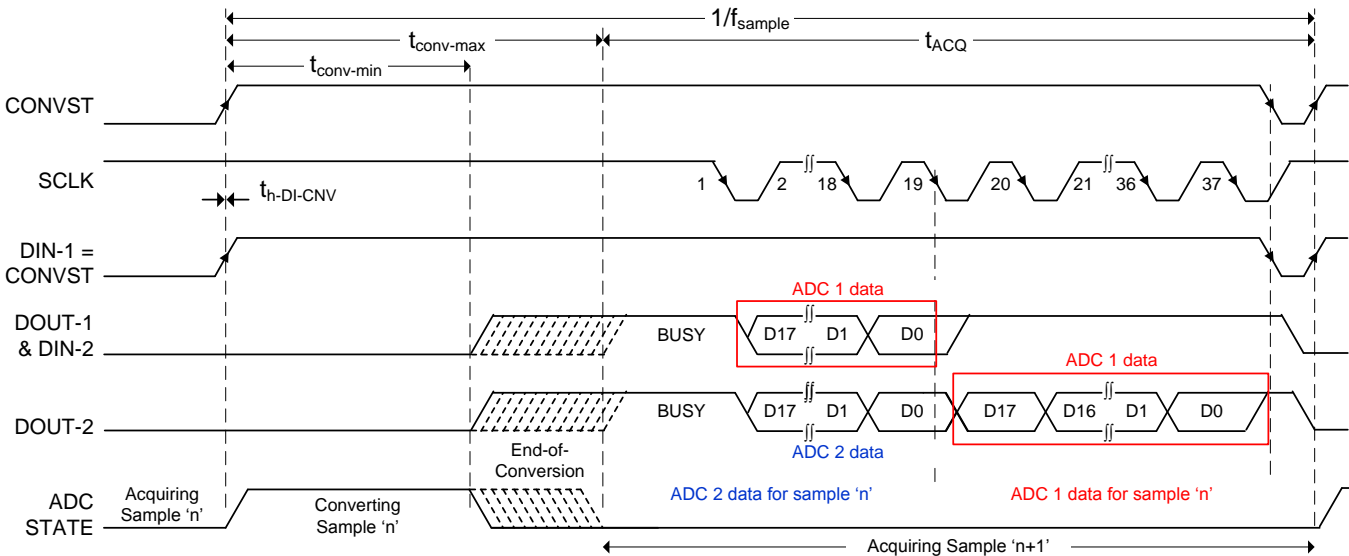 1/fsample
tconv-max
tACQ
tconv-min
CONVST
SCLK
1 2 18 19 20 21 36 37
th-DI-CNV
DIN-1 =
CONVST
ADC 1 data
DOUT-1
& DIN-2
BUSY D17 D1 D0
ADC 1 data
DOUT-2
BUSY D17 D1 D0 D17 D16 D1 D0
End-of-
Conversion
ADC 2 data
ADC
STATE
Acquiring
Sample ‘n’
Converting
Sample ‘n’
ADC 2 data for sample ‘n’
ADC 1 data for sample ‘n’
Acquiring Sample ‘n+1’